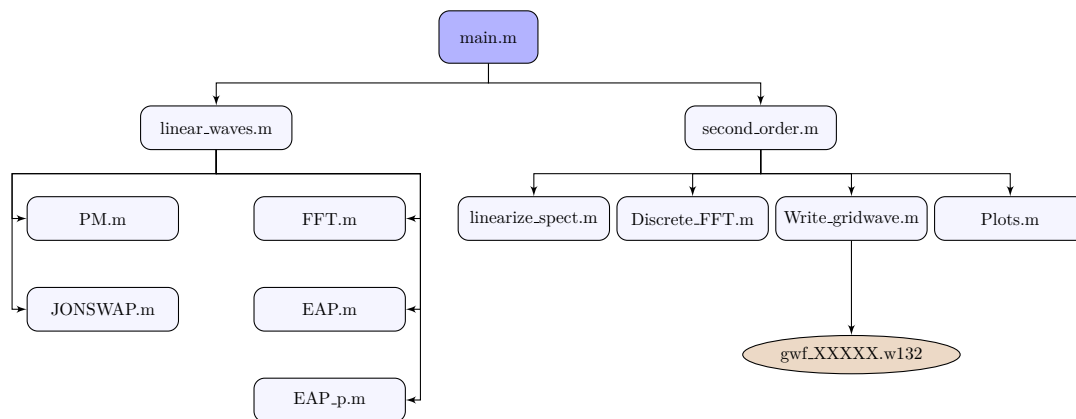 main.m
linear_waves.m
second_order.m
PM.m
FFT.m
linearize_spect.m
Discrete_FFT.m
Write_gridwave.m
Plots.m
JONSWAP.m
EAP.m
gwf_XXXXX.w132
EAP_p.m